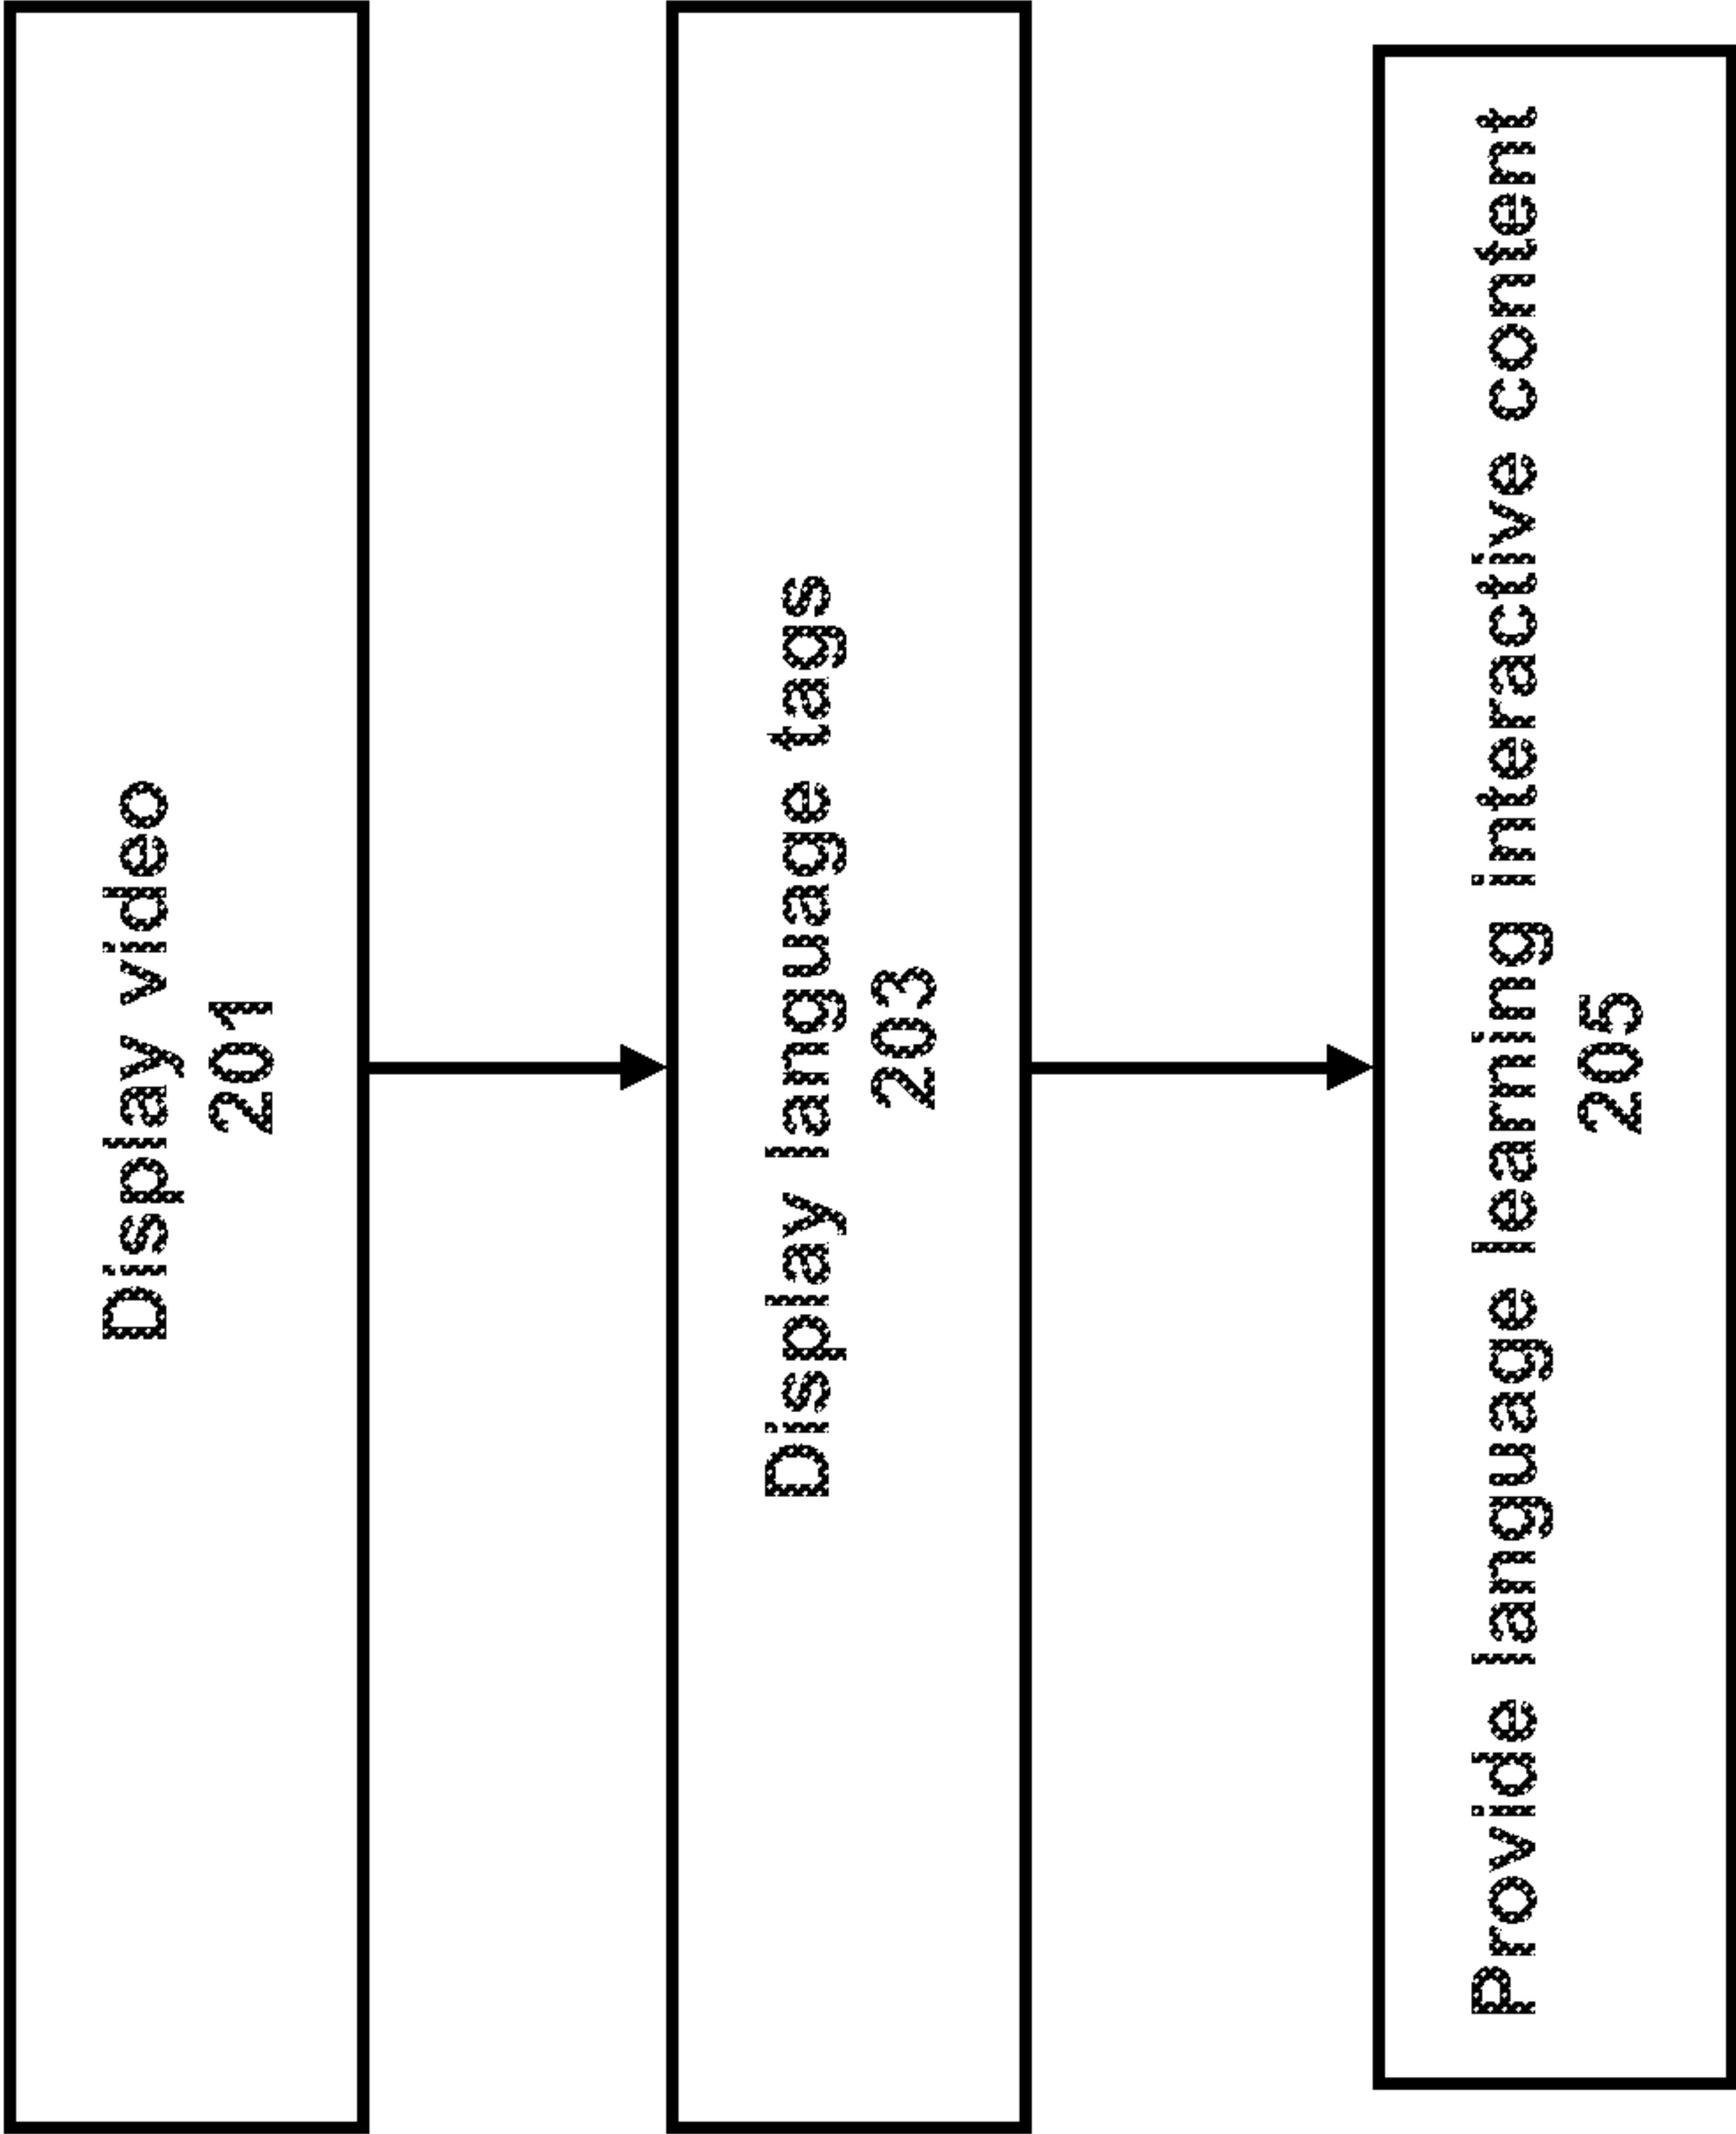 Display video
201
Display language tags
203
Provide language learning interactive content
205